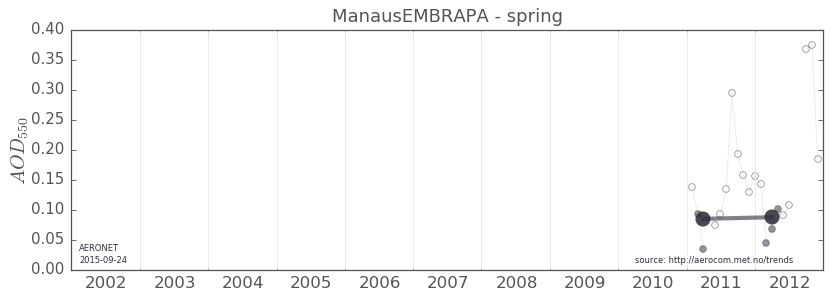 ManausEMBRAPA - spring
0.40
0.35
0.30
0.25
0.20
0.15
0.10
0.05
0.00
AOD550
AERONET
2015-09-24
source: http://aerocom.met.no/trends
2002 2003 2004 2005 2006 2007 2008 2009 2010 2011 2012